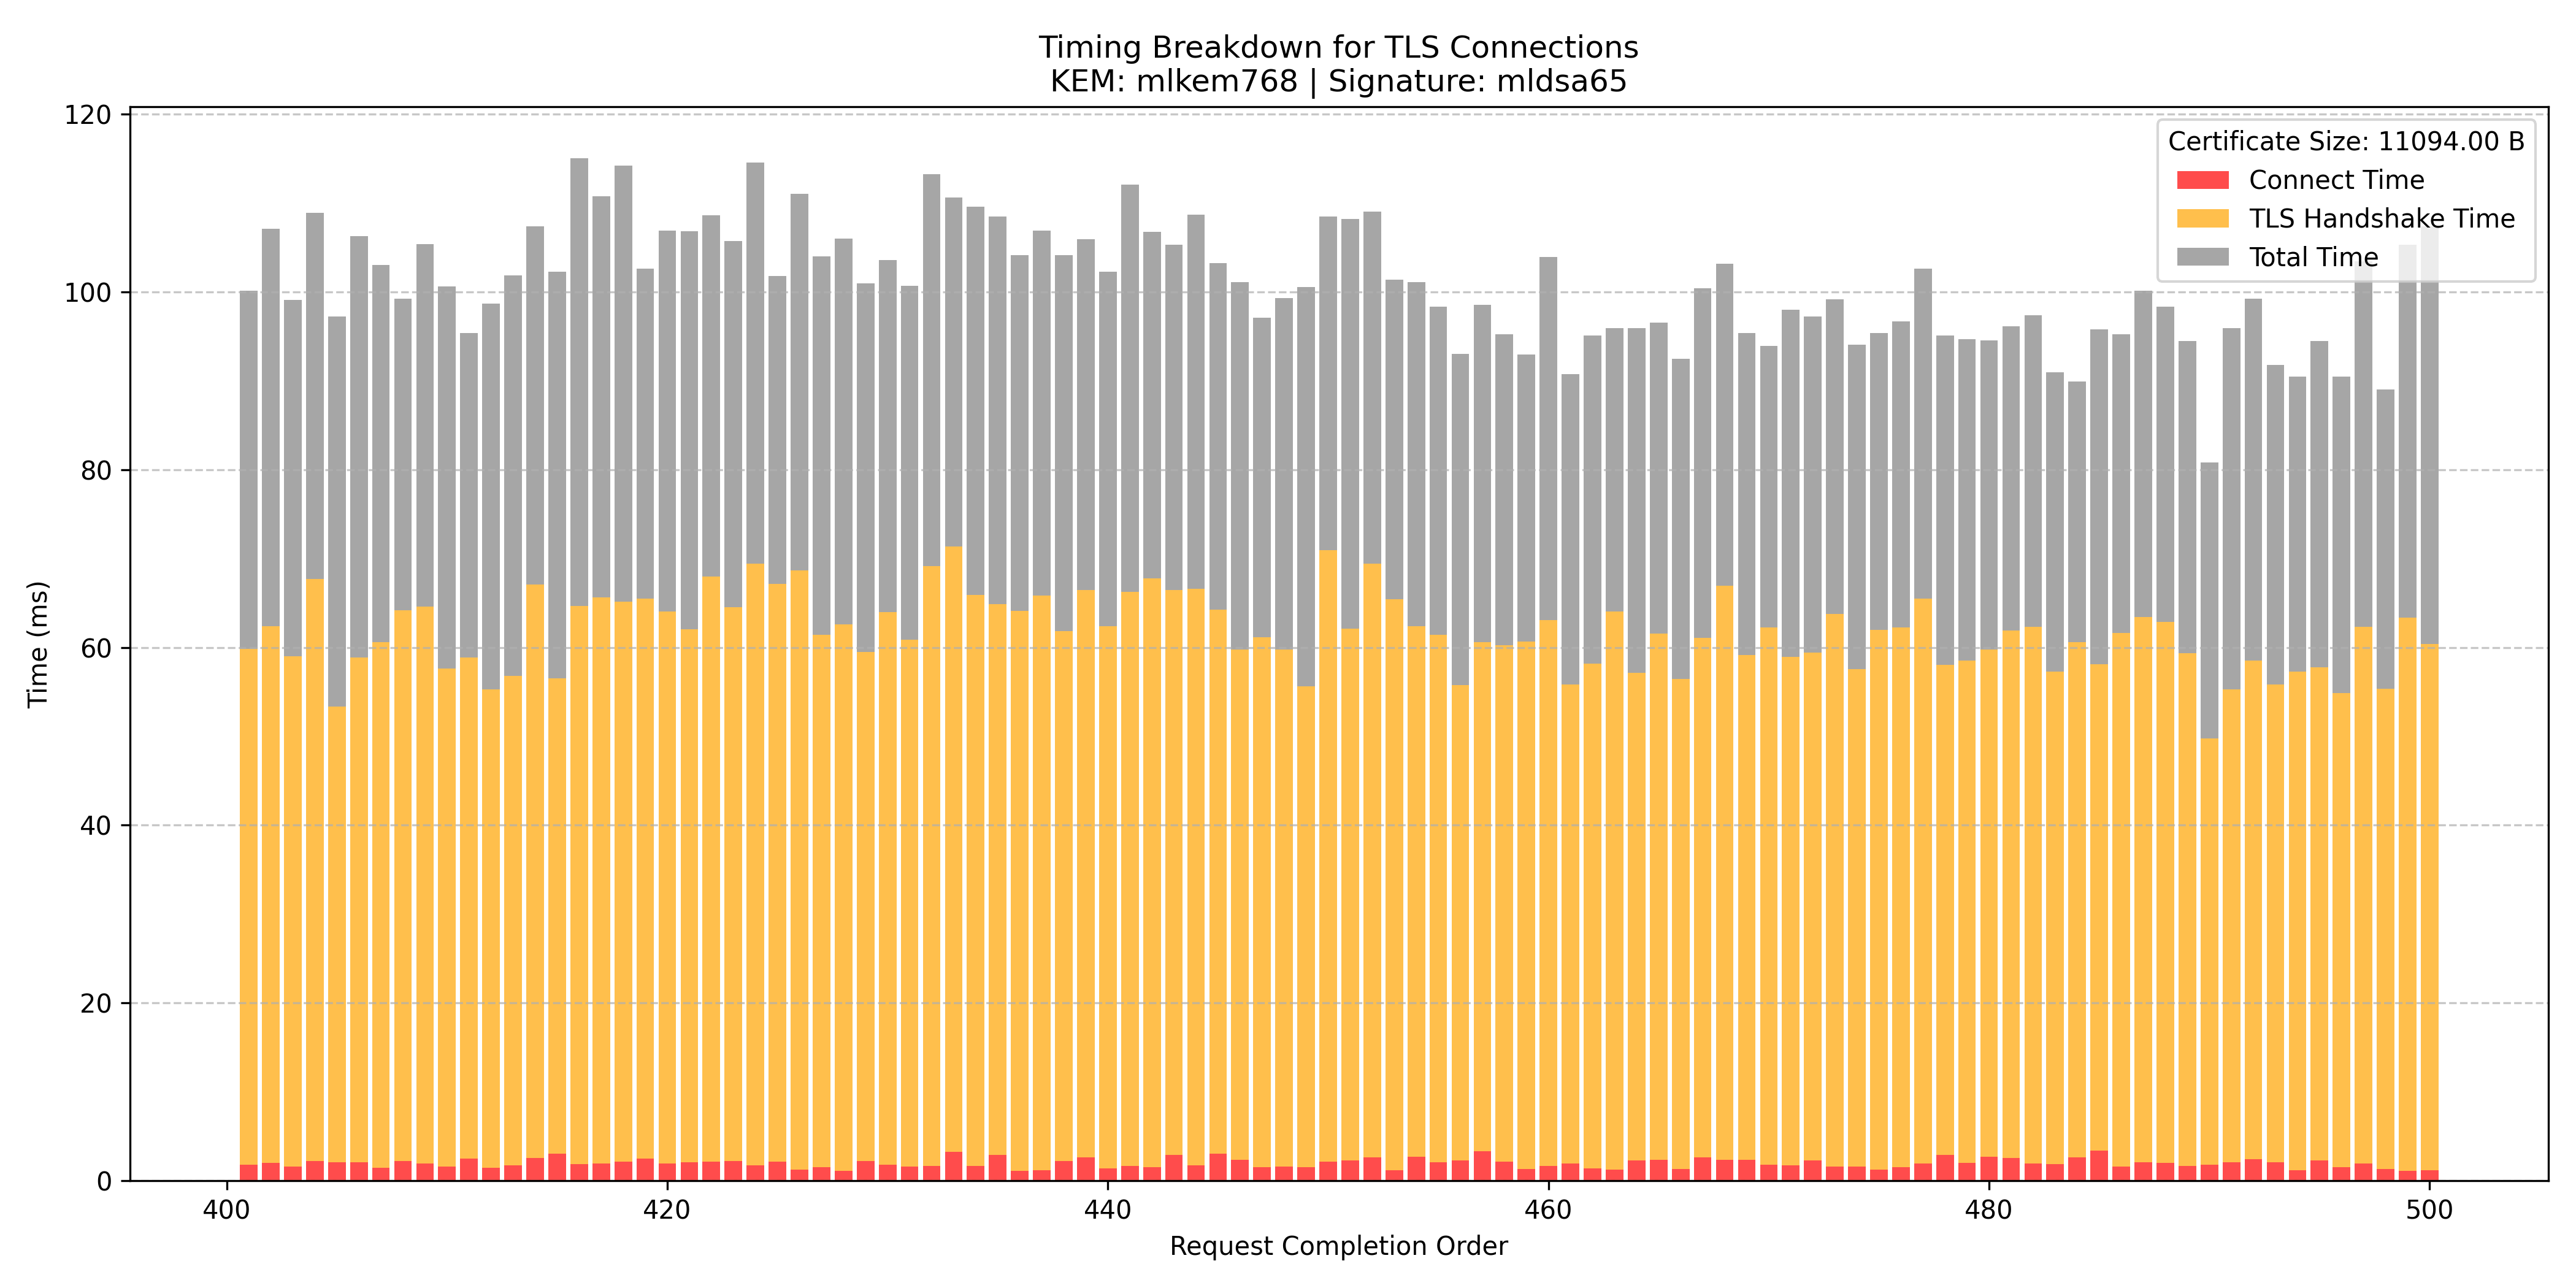 Timing Breakdown for TLS Connections
KEM: mlkem768 | Signature: mldsa65
Time (ms)
120
100
80
60
40
20
0
Certificate Size: 11094.00 B
Connect Time
TLS Handshake Time
Total Time
400 420 440 460 480 500
Request Completion Order